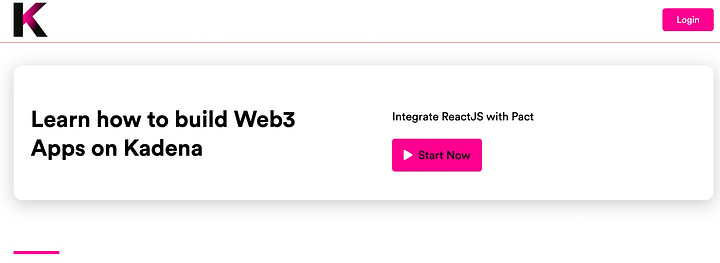 K
Login
Learn how to build Web3
Apps on Kadena
Integrate ReactJS with Pact
Start Now